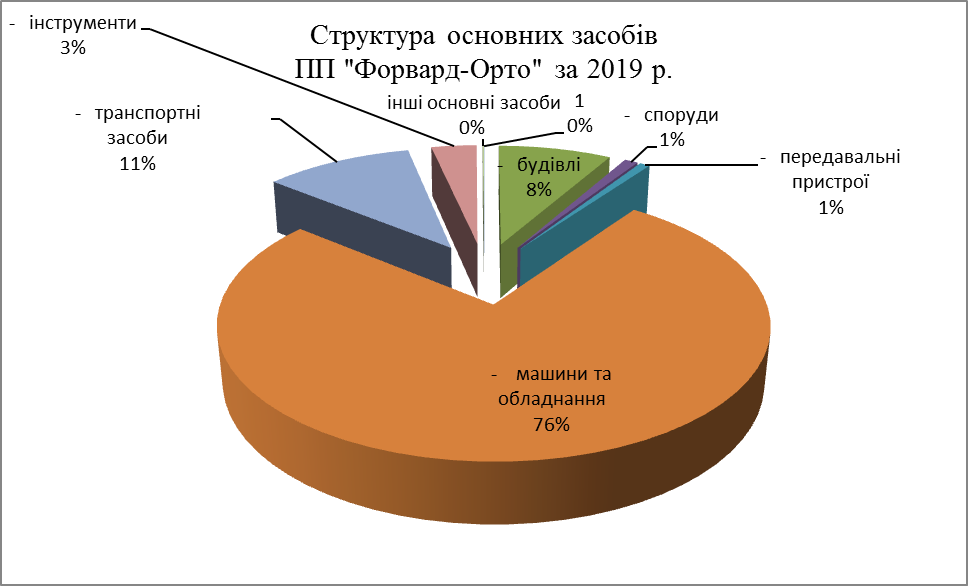 Структура основних засобів
ПП "Форвард-Орто" за 2019 р.
- інструменти
3%
- транспортні
засоби
11%
інші основні засоби
0%
1
0%
- будівлі
8%
- споруди
1%
- передавальні
пристрої
1%
- машини та
обладнання
76%